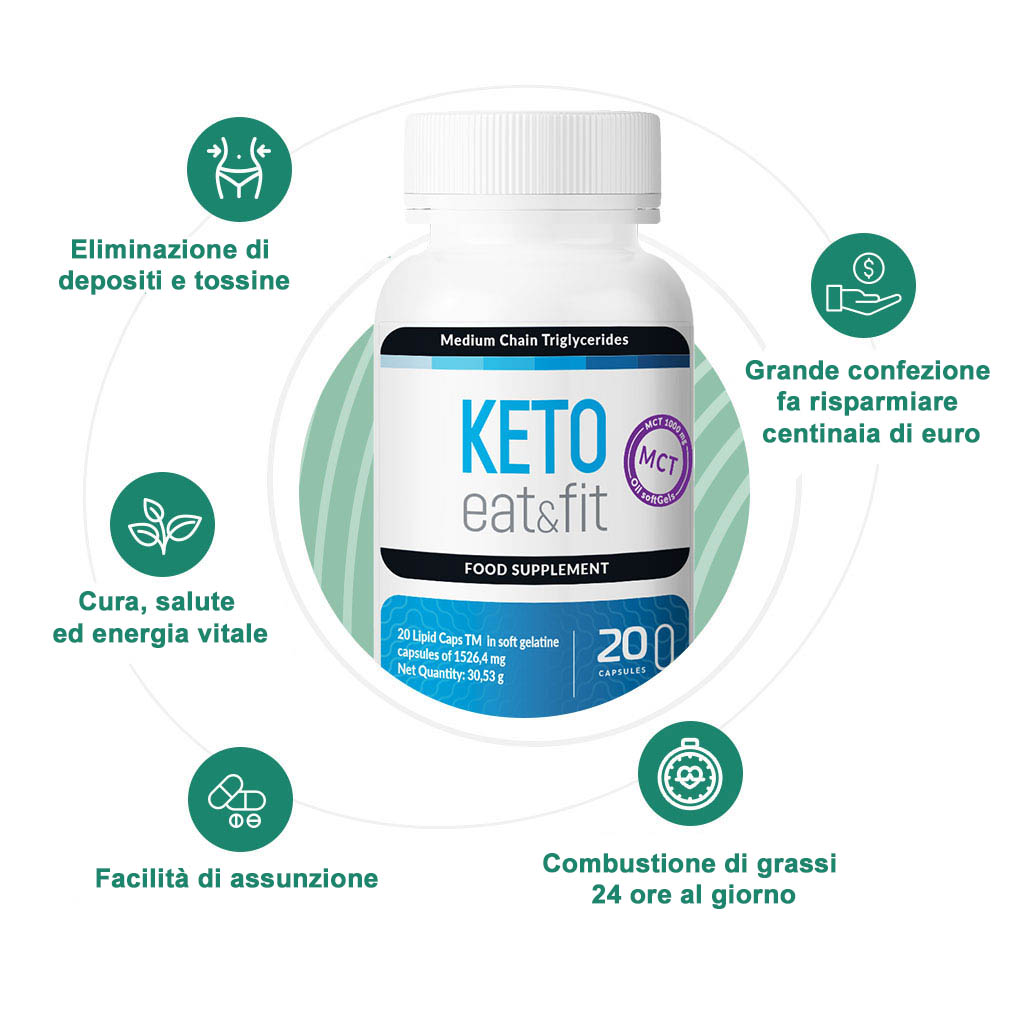 Eliminazione di
depositi e tossine
Grande confezione
fa risparmiare
centinaia di euro
Medium Chain Triglycerides
KETO
eat&fit
MCT 1000 mg
MCT
Oil softGels
FOOD SUPPLEMENT
20 Lipid Caps TM in soft gelatine
capsules of 1526,4 mg
Net Quantity: 30,53 g
20
CAPSULES
Cura, salute
ed energia vitale
Facilità di assunzione
Combustione di grassi
24 ore al giorno